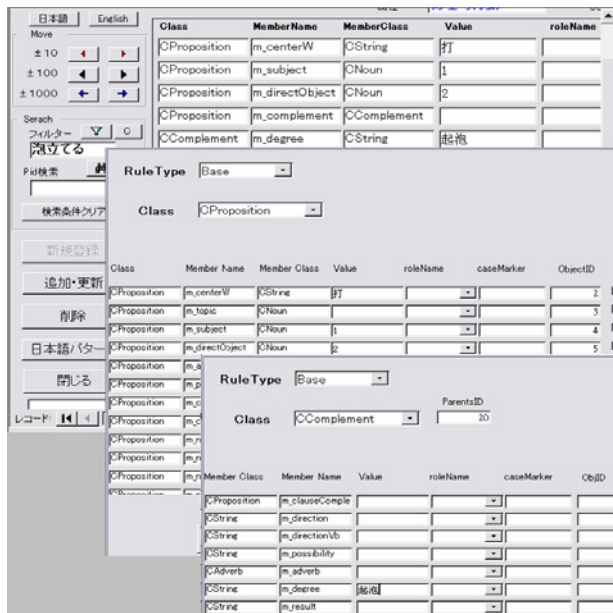 日本語 English
Move
±10
±100
±1000
Serach
フィルター C
泡立てる
Pid検索
検索条件クリア
新規登録
追加・更新
削除
日本語パター
閉じる
レコード:
Class MemberName MemberClass Value roleName
CProposition m_centerW CString 打
CProposition m_subject CNoun 1
CProposition m_directObject CNoun 2
CProposition m_complement CComplement
CComplement m_degree CString 起泡
RuleType Base
Class CProposition
Class Member Name Member Class Value roleName caseMarker ObjectID
CProposition m_centerW CString 打 2
CProposition m_topic CNoun 3
CProposition m_subject CNoun 1 4
CProposition m_directObject CNoun 2 5
CProposition
CProposition
CProposition
CProposition
CProposition
CProposition
CProposition
CProposition
RuleType Base
ParentsID
Class CComplement 20
Member Class Member Name Value roleName caseMarker ObjID
CProposition m_clauseComple
CString m_direction
CString m_directionVb
CString m_possibility
CAdverb m_adverb
CString m_degree 起泡
CString m_result